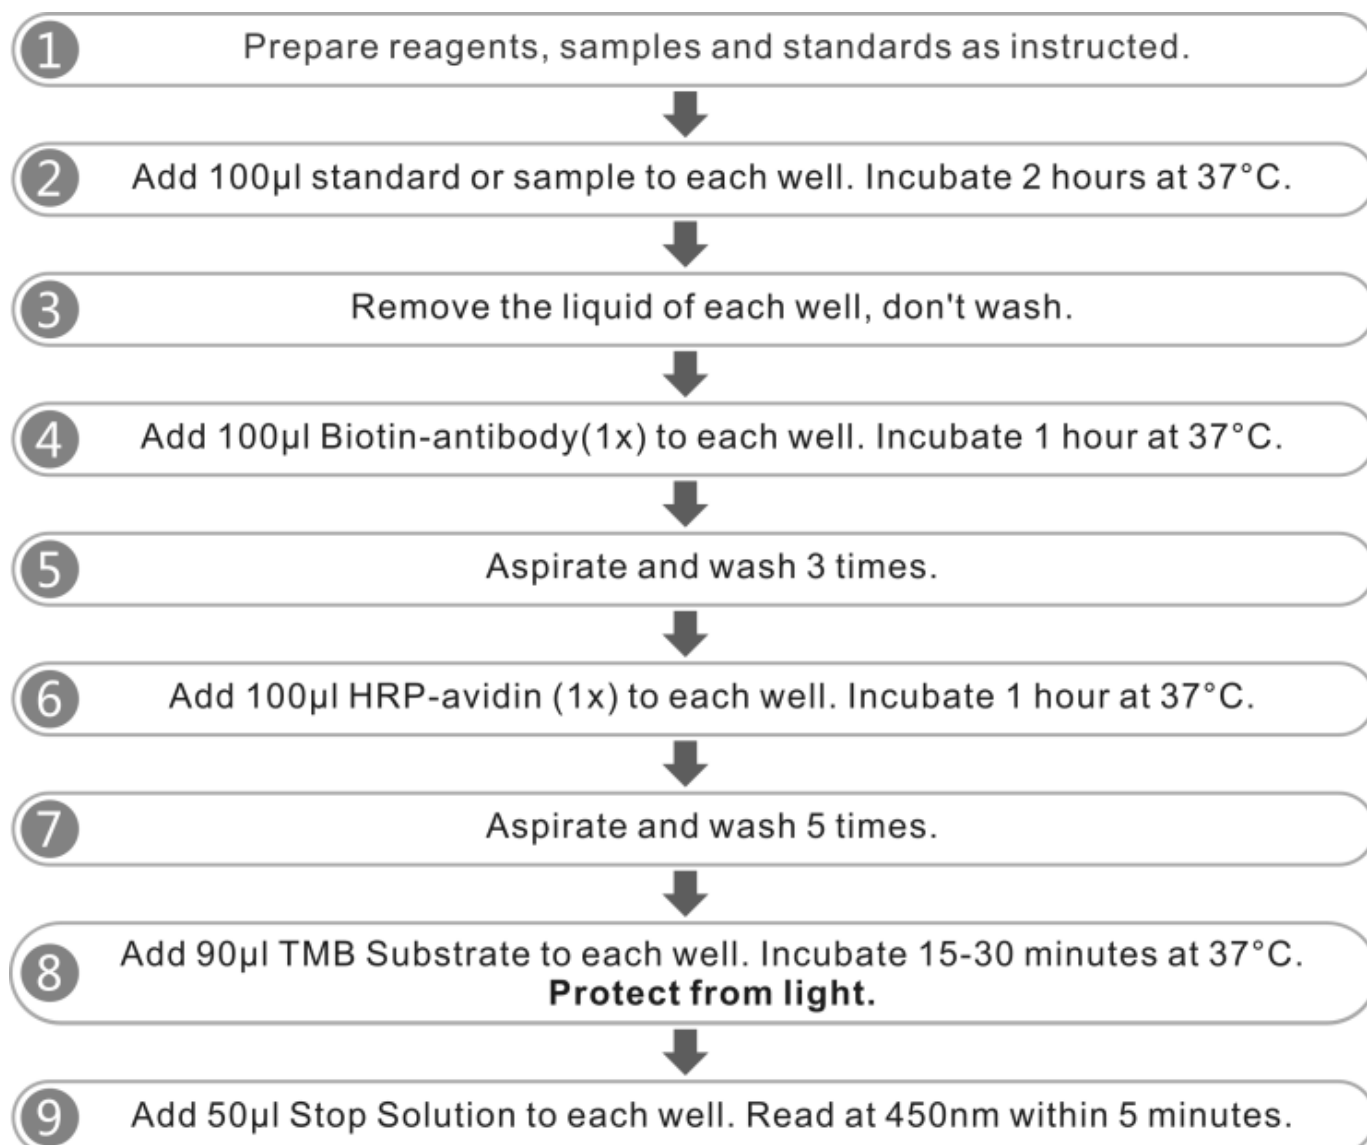 1 Prepare reagents, samples and standards as instructed.
2 Add 100µl standard or sample to each well. Incubate 2 hours at 37°C.
3 Remove the liquid of each well, don't wash.
4 Add 100µl Biotin-antibody(1x) to each well. Incubate 1 hour at 37°C.
5 Aspirate and wash 3 times.
6 Add 100µl HRP-avidin (1x) to each well. Incubate 1 hour at 37°C.
7 Aspirate and wash 5 times.
8 Add 90µl TMB Substrate to each well. Incubate 15-30 minutes at 37°C.
Protect from light.
9 Add 50µl Stop Solution to each well. Read at 450nm within 5 minutes.